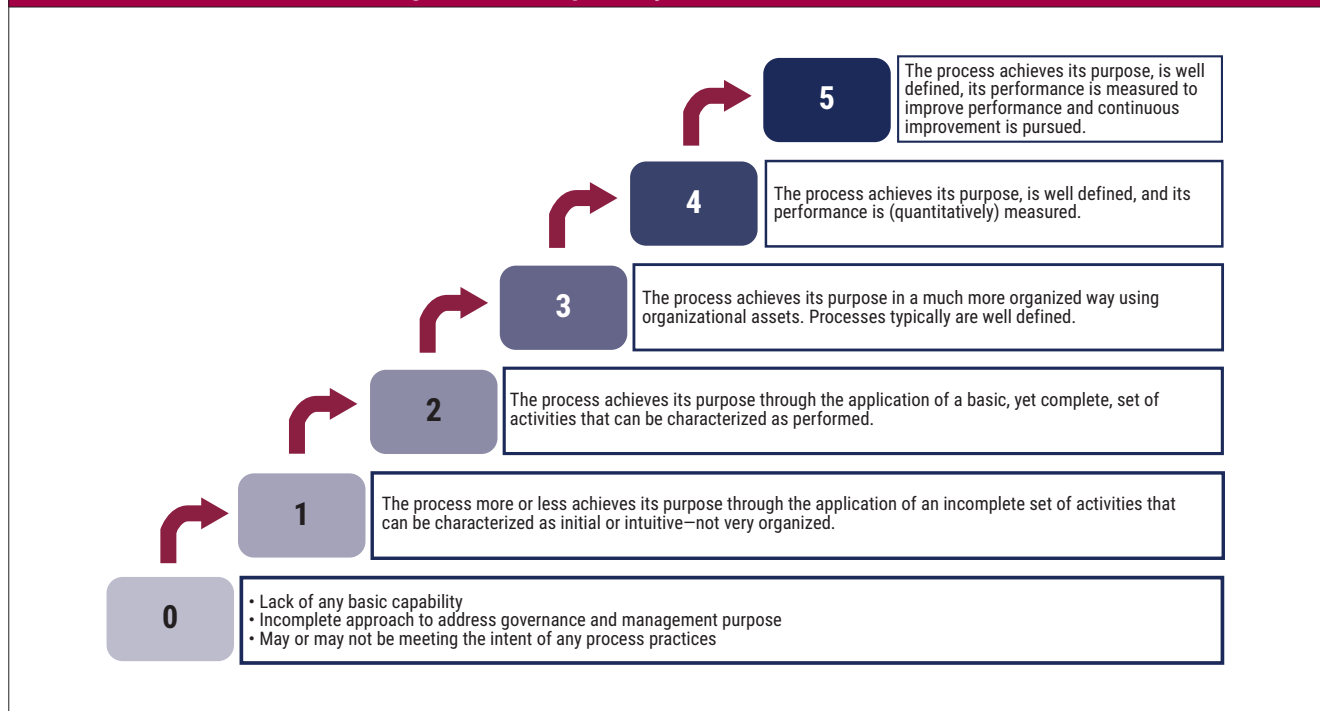 5
The process achieves its purpose, is well
defined, its performance is measured to
improve performance and continuous
improvement is pursued.
4
The process achieves its purpose, is well defined, and its
performance is (quantitatively) measured.
3
The process achieves its purpose in a much more organized way using
organizational assets. Processes typically are well defined.
2
The process achieves its purpose through the application of a basic, yet complete, set of
activities that can be characterized as performed.
1
The process more or less achieves its purpose through the application of an incomplete set of activities that
can be characterized as initial or intuitive—not very organized.
0
• Lack of any basic capability
• Incomplete approach to address governance and management purpose
• May or may not be meeting the intent of any process practices